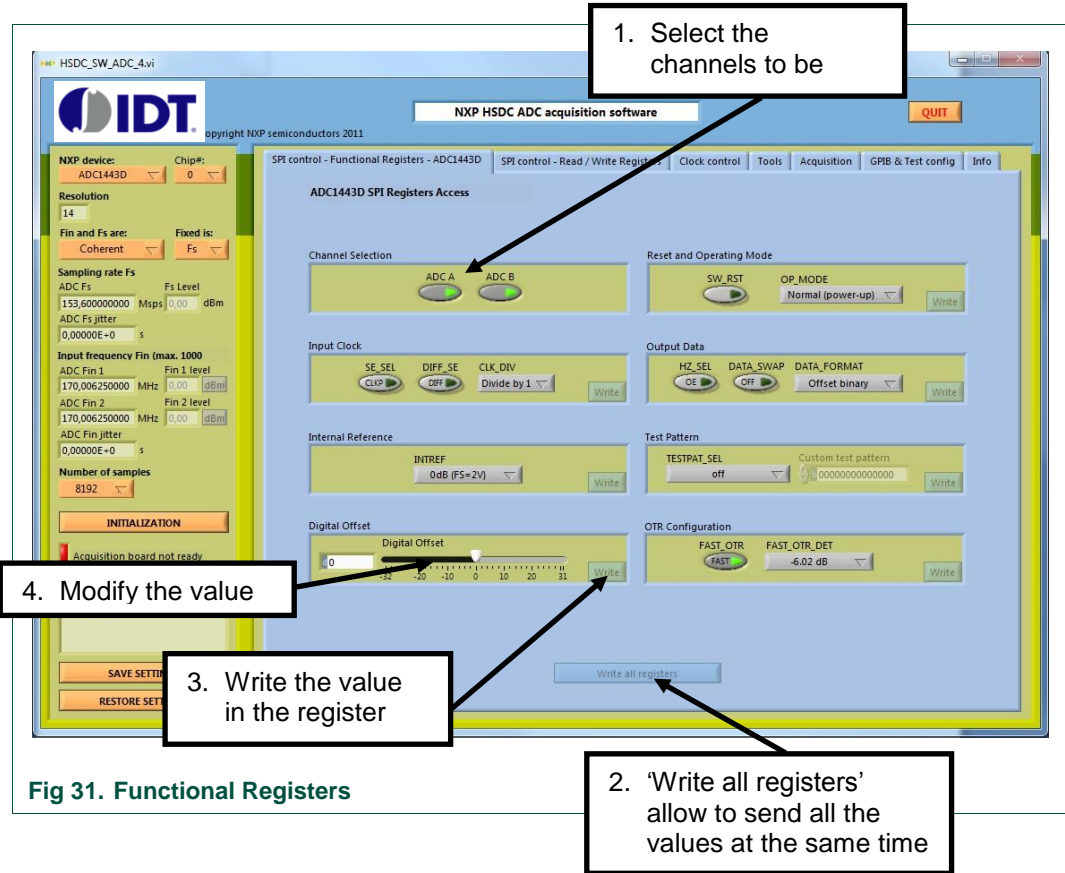 1. Select the
channels to be
HSDC_SW_ADC_4.vi
IDT.
opyright NXP semiconductors 2011
NXP HSDC ADC acquisition software
QUIT
NXP device:
Chip#:
ADC1443D
0
Resolution
14
Fin and Fs are:
Fixed is:
Coherent
Fs
Sampling rate Fs
ADC Fs
Fs Level
153,600000000 Msps 0,00 dBm
ADC Fs jitter
0,00000E+0 s
Input frequency Fin (max. 1000
ADC Fin 1
Fin 1 level
170,006250000 MHz 0,00 dBm
ADC Fin 2
Fin 2 level
170,006250000 MHz 0,00 dBm
ADC Fin jitter
0,00000E+0 s
Number of samples
8192
INITIALIZATION
Acquisition board not ready
SAVE SETTIN
RESTORE SETT
SPI control - Functional Registers - ADC1443D
SPI control - Read / Write Registers
Clock control
Tools
Acquisition
GPIB & Test config
Info
ADC1443D SPI Registers Access
Channel Selection
ADC A
ADC B
Reset and Operating Mode
SW_RST
OP_MODE
Normal (power-up)
Write
Input Clock
SE_SEL
DIFF_SE
CLK_DIV
CLKP
DIFF
Divide by 1
Write
Output Data
HZ_SEL
DATA_SWAP
DATA_FORMAT
OE
OFF
Offset binary
Write
Internal Reference
INTREF
0dB (FS=2V)
Write
Test Pattern
TESTPAT_SEL
Custom test pattern
off
00000000000000
Write
Digital Offset
Digital Offset
0
-32 -20 -10 0 10 20 31
Write
OTR Configuration
FAST_OTR
FAST_OTR_DET
FAST
-6.02 dB
Write
Write all registers
4. Modify the value
3. Write the value
in the register
2. ‘Write all registers’
allow to send all the
values at the same time
Fig 31. Functional Registers